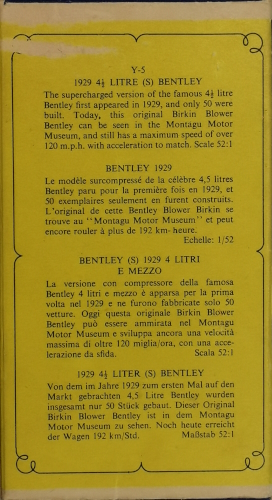 Y-5
1929 4½ LITRE (S) BENTLEY
The supercharged version of the famous 4½ litre
Bentley first appeared in 1929, and only 50 were
built. Today, this original Birkin Blower
Bentley can be seen in the Montagu Motor
Museum, and still has a maximum speed of over
120 m.p.h. with acceleration to match. Scale 52:1
BENTLEY 1929
Le modèle surcompressé de la célèbre 4,5 litres
Bentley paru pour la première fois en 1929, et
50 exemplaires seulement en furent construits.
L'original de cette Bentley Blower Birkin se
trouve au "Montagu Motor Museum" et peut
encore rouler à plus de 192 km-heure.
Echelle: 1/52
BENTLEY (S) 1929 4 LITRI
E MEZZO
La versione con compressore della famosa
Bentley 4 litri e mezzo è apparsa per la prima
volta nel 1929 e ne furono fabbricate solo 50
vetture. Oggi questa originale Birkin Blower
Bentley può essere ammirata nel Montagu
Motor Museum e sviluppa ancora una velocità
massima di oltre 120 miglia/ora, con una acce-
lerazione da sfida. Scala 52:1
1929 4½ LITER (S) BENTLEY
Von dem im Jahre 1929 zum ersten Mal auf den
Markt gebrachten 4,5 Litre Bentley wurden
insgesamt nur 50 Stück gebaut. Dieser Original
Birkin Blower Bentley ist in dem Montagu
Motor Museum zu sehen. Noch heute erreicht
der Wagen 192 km/Std. Maßstab 52:1